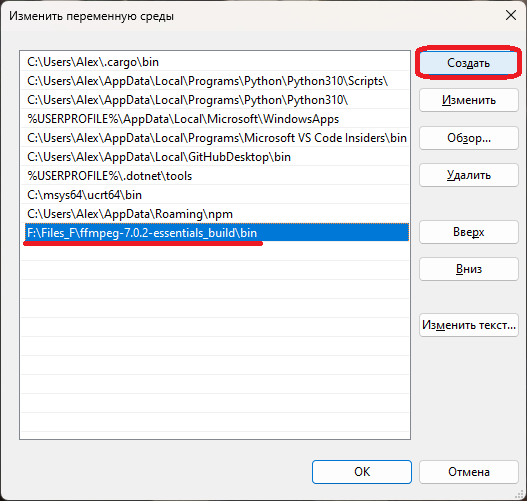 Изменить переменную среды
C:\Users\Alex\.cargo\bin
C:\Users\Alex\AppData\Local\Programs\Python\Python310\Scripts\
C:\Users\Alex\AppData\Local\Programs\Python\Python310\
%USERPROFILE%\AppData\Local\Microsoft\WindowsApps
C:\Users\Alex\AppData\Local\Programs\Microsoft VS Code Insiders\bin
C:\Users\Alex\AppData\Local\GitHubDesktop\bin
%USERPROFILE%\.dotnet\tools
C:\msys64\ucrt64\bin
C:\Users\Alex\AppData\Roaming\npm
F:\Files_F\ffmpeg-7.0.2-essentials_build\bin
Создать
Изменить
Обзор...
Удалить
Вверх
Вниз
Изменить текст...
ОК
Отмена